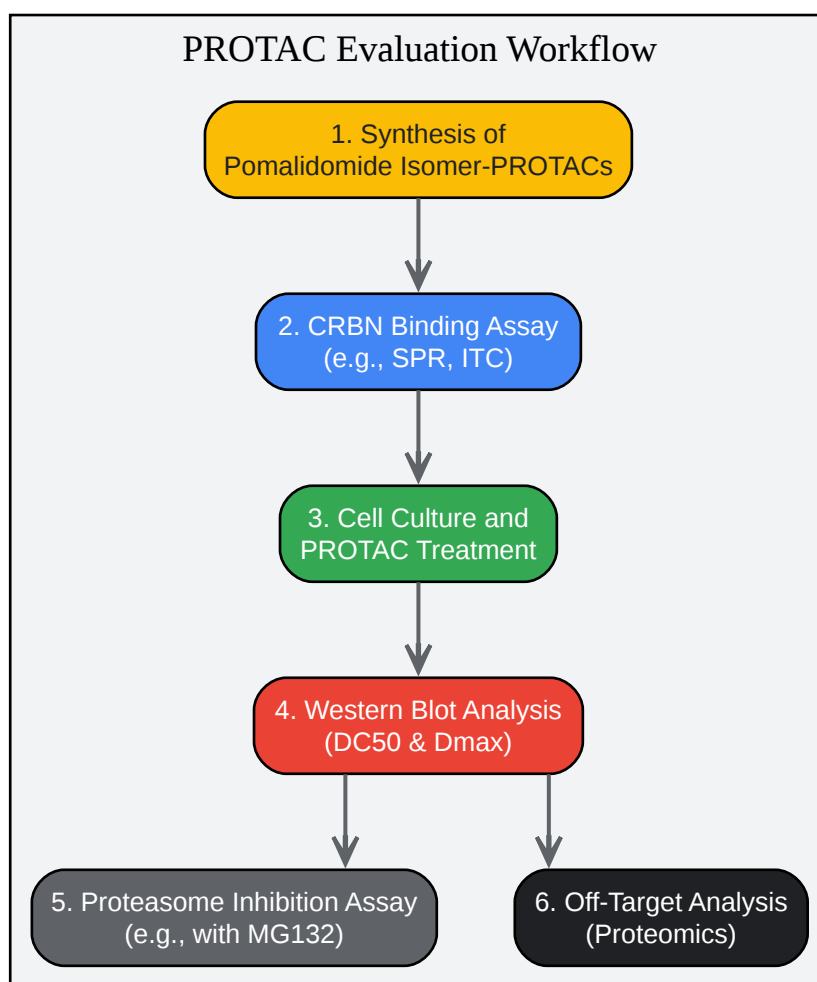 PROTAC Evaluation Workflow
1. Synthesis of
Pomalidomide Isomer-PROTACs
2. CRBN Binding Assay
(e.g., SPR, ITC)
3. Cell Culture and
PROTAC Treatment
4. Western Blot Analysis
(DC50 & Dmax)
5. Proteasome Inhibition Assay
(e.g., with MG132)
6. Off-Target Analysis
(Proteomics)